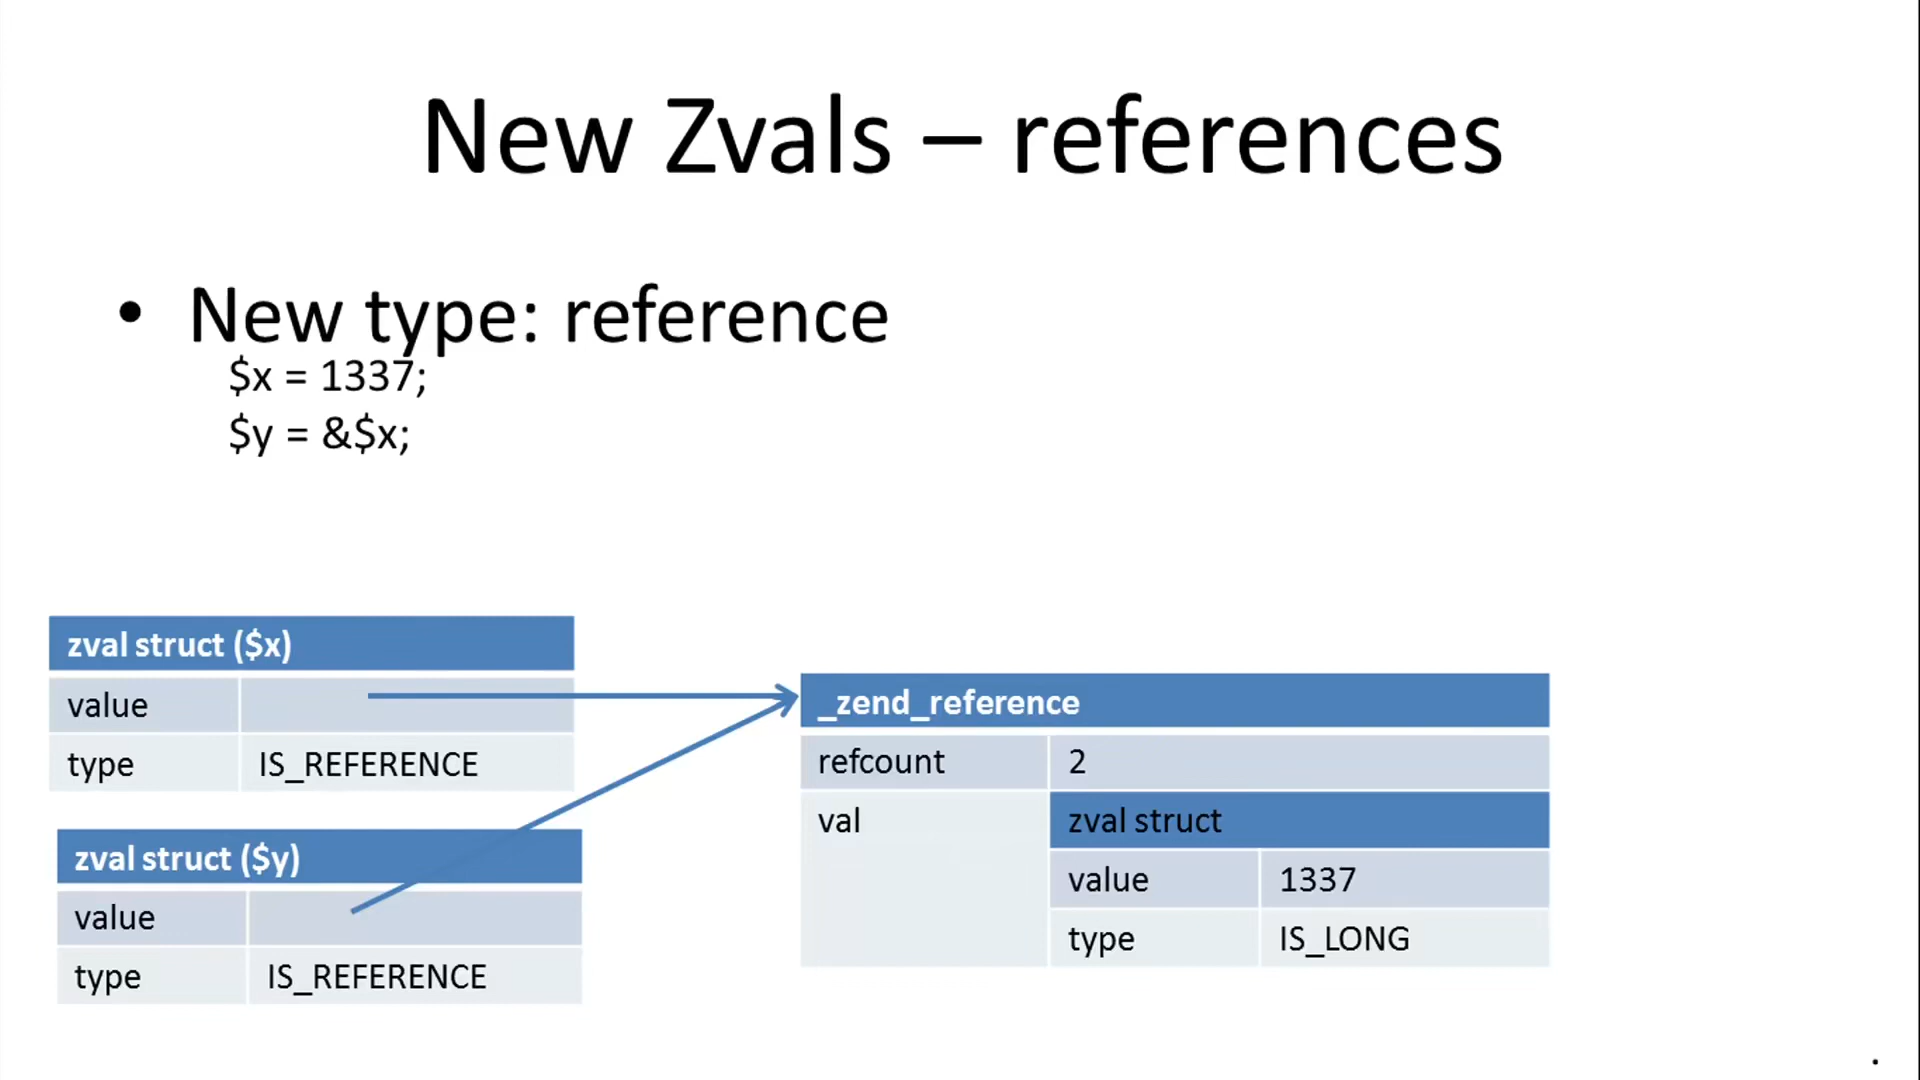 New Zvals – references
• New type: reference
$x = 1337;
$y = &$x;
zval struct ($x)
value
type IS_REFERENCE
zval struct ($y)
value
type IS_REFERENCE
_zend_reference
refcount 2
val zval struct
value 1337
type IS_LONG
.